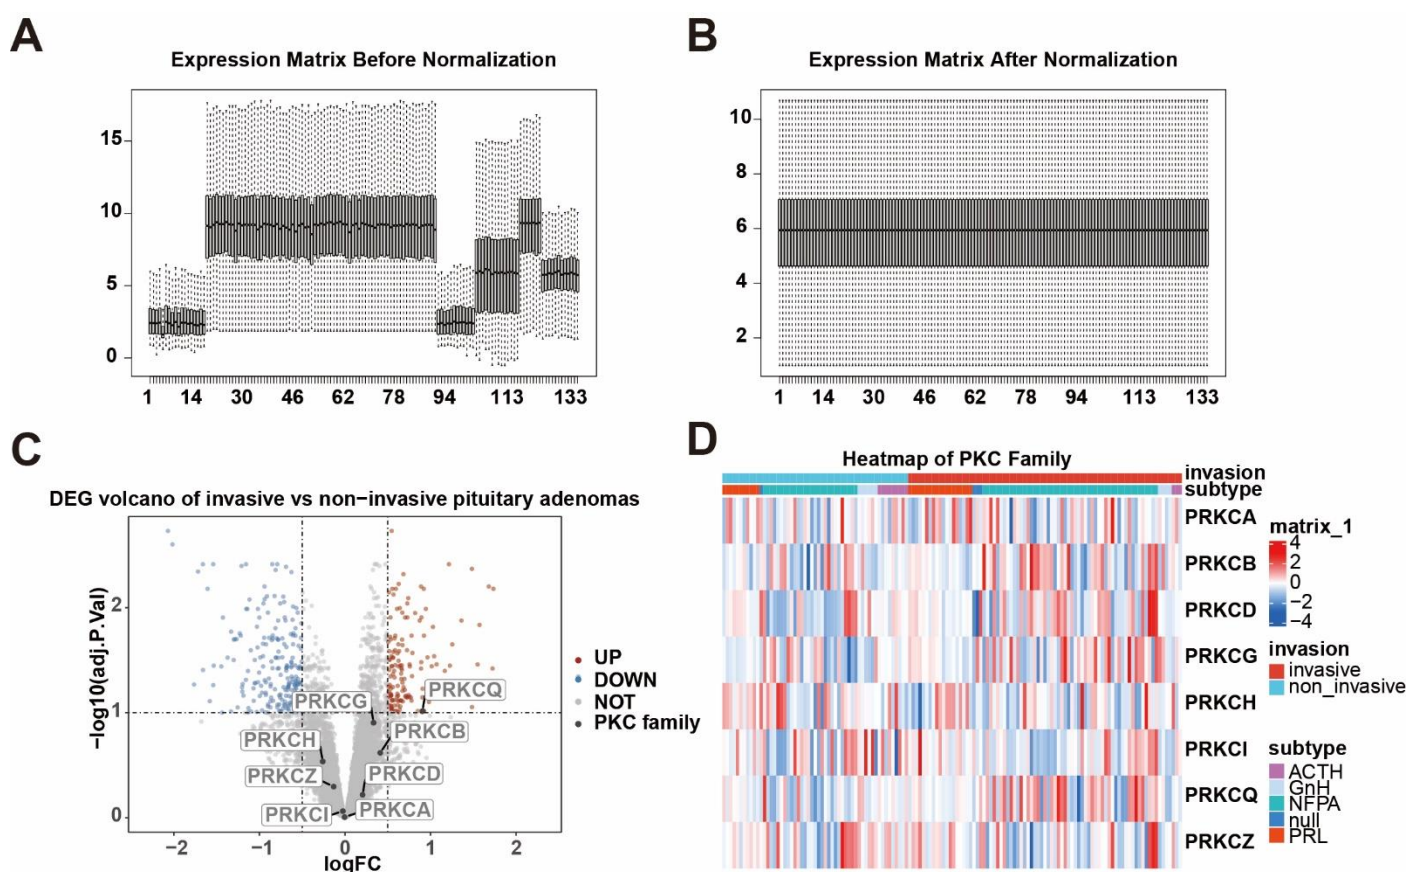 A
Expression Matrix Before Normalization
15
10
5
0
1 14 30 46 62 78 94 113 133
B
Expression Matrix After Normalization
10
8
6
4
2
1 14 30 46 62 78 94 113 133
C
DEG volcano of invasive vs non−invasive pituitary adenomas
−log10(adj.P.Val)
2
1
0
PRKCG
PRKCQ
PRKCB
PRKCH
PRKCZ
PRKCD
PRKCI
PRKCA
−2 −1 0 1 2
logFC
UP
DOWN
NOT
PKC family
D
Heatmap of PKC Family
invasion
subtype
PRKCA
PRKCB
PRKCD
PRKCG
PRKCH
PRKCI
PRKCQ
PRKCZ
matrix_1
4
2
0
−2
−4
invasion
invasive
non_invasive
subtype
ACTH
GnH
NFPA
null
PRL